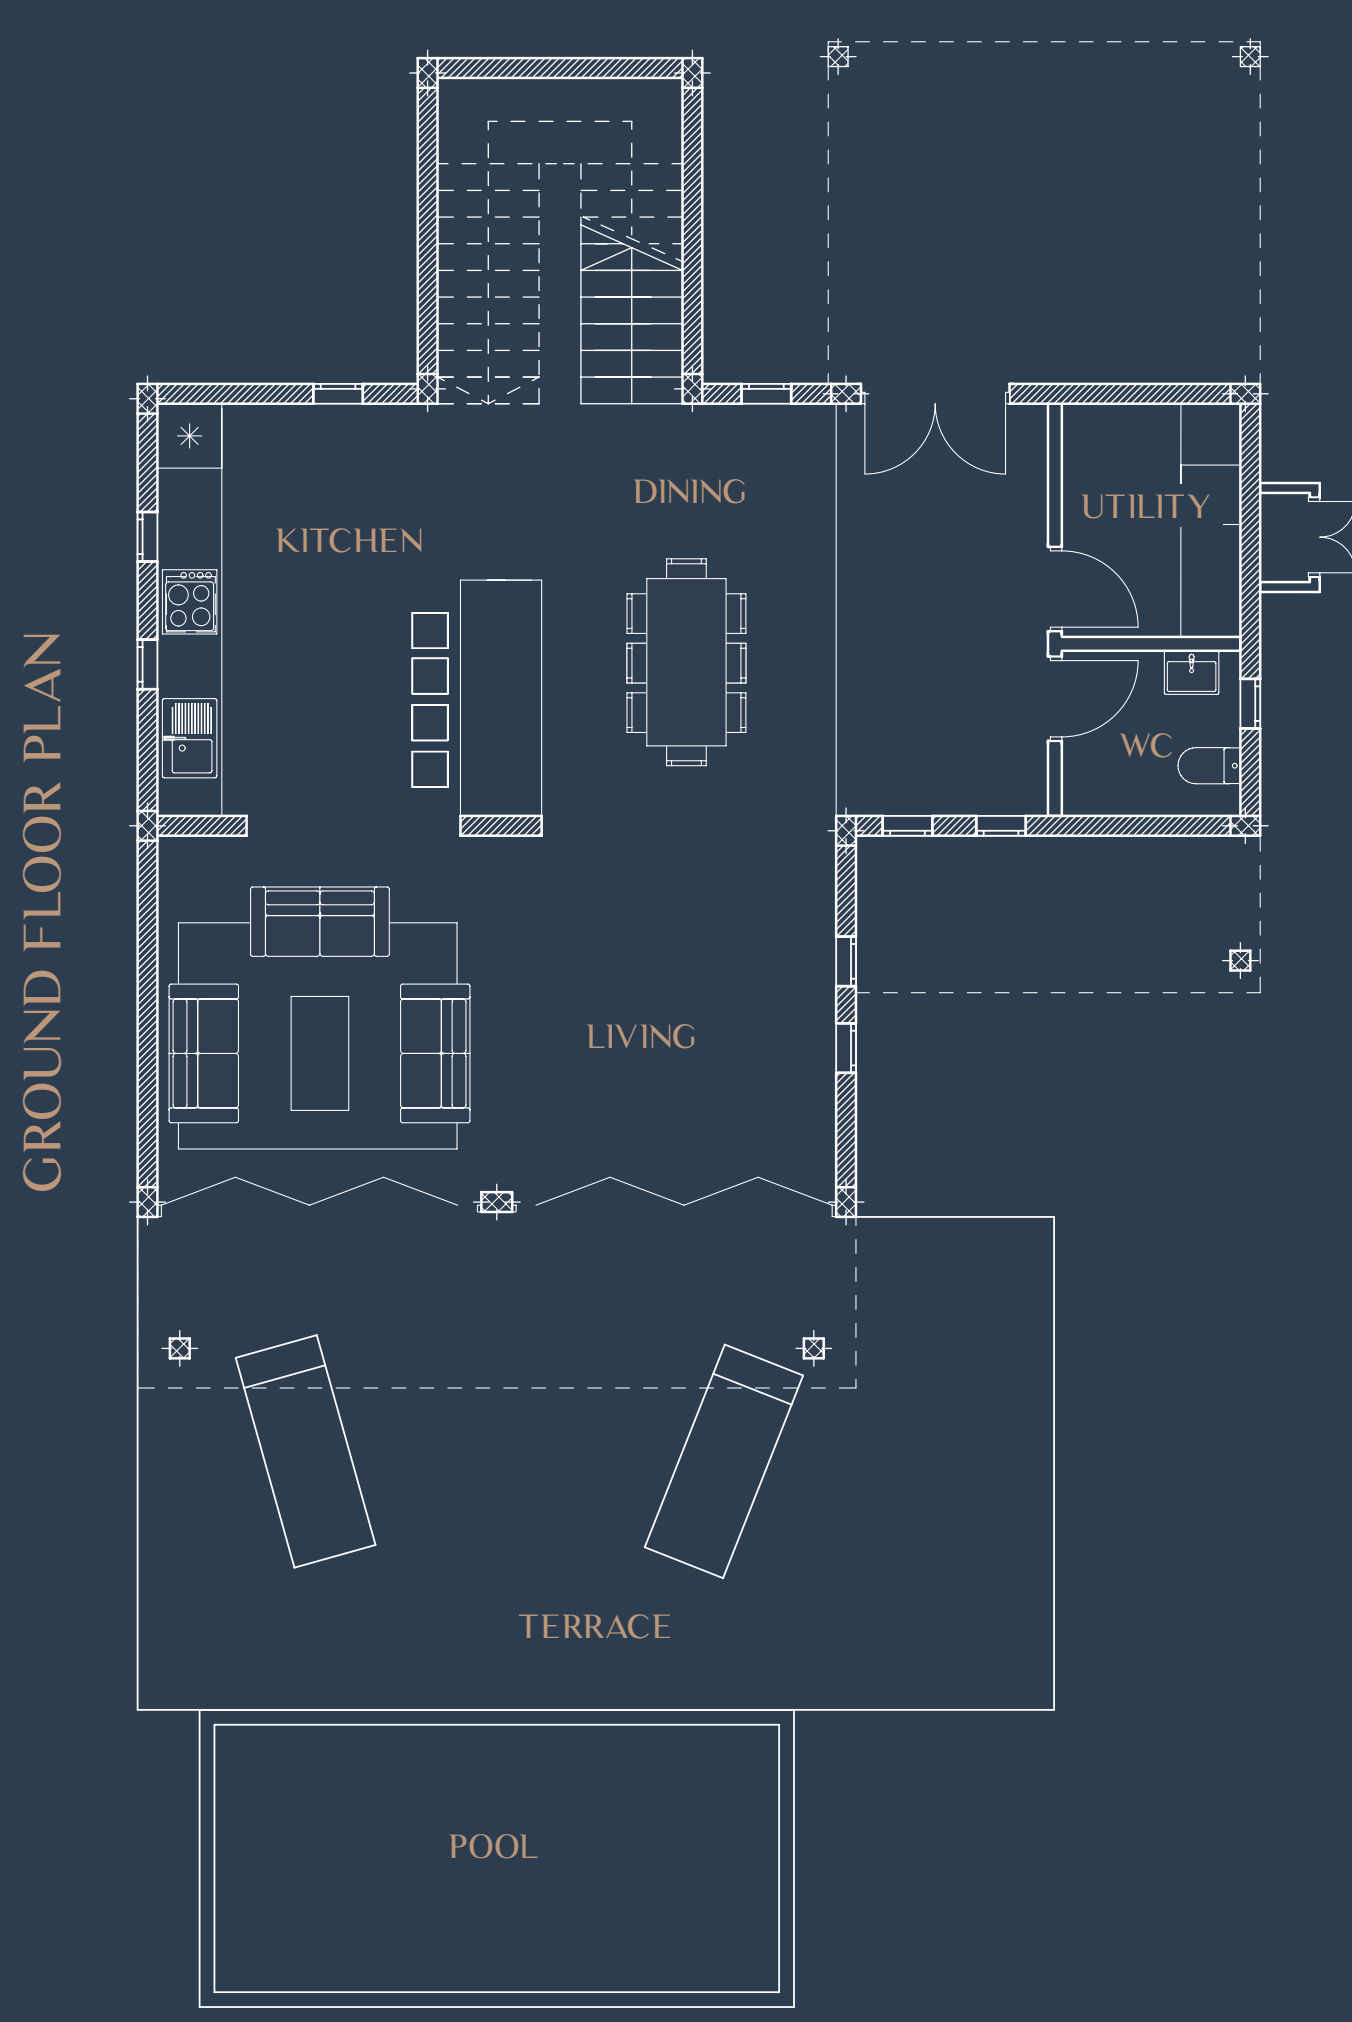 GROUND FLOOR PLAN
DINING
UTILITY
KITCHEN
WC
LIVING
TERRACE
POOL